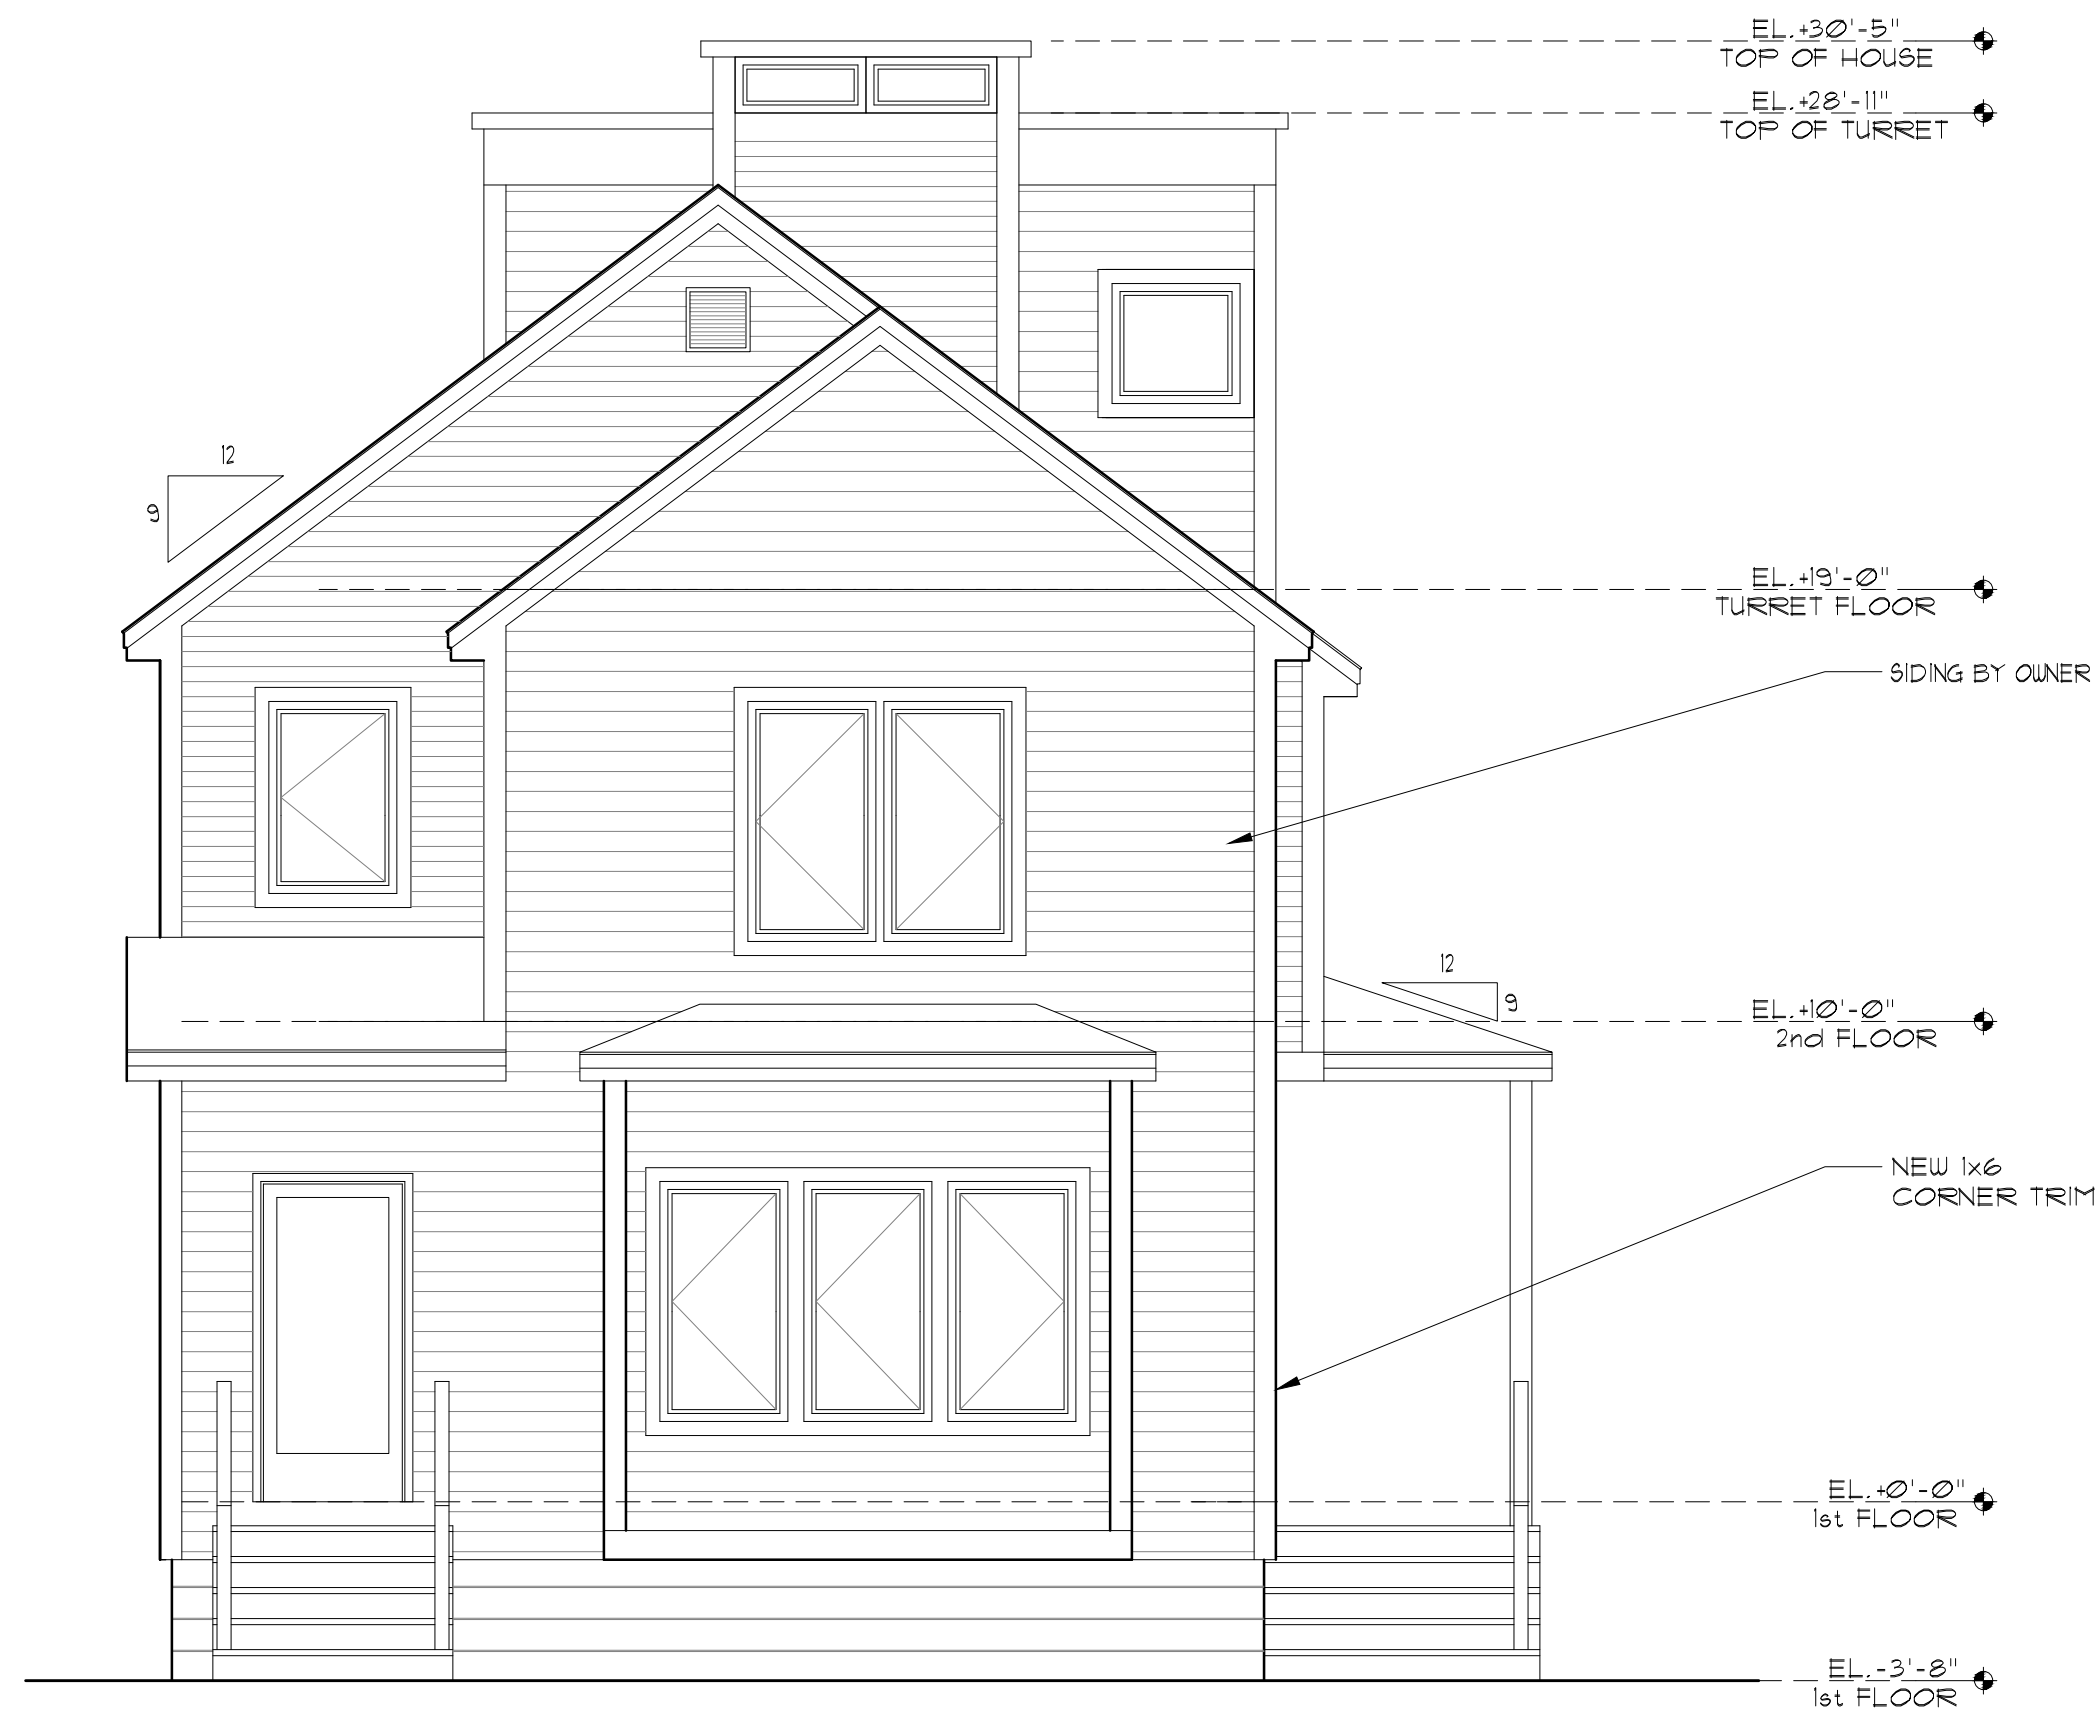 EL.+30'-5"
TOP OF HOUSE
EL.+28'-11"
TOP OF TURRET
12
9
EL.+19'-0"
TURRET FLOOR
SIDING BY OWNER
12
9
EL.+10'-0"
2nd FLOOR
NEW 1x6
CORNER TRIM
EL.+0'-0"
1st FLOOR
EL.-3'-8"
1st FLOOR